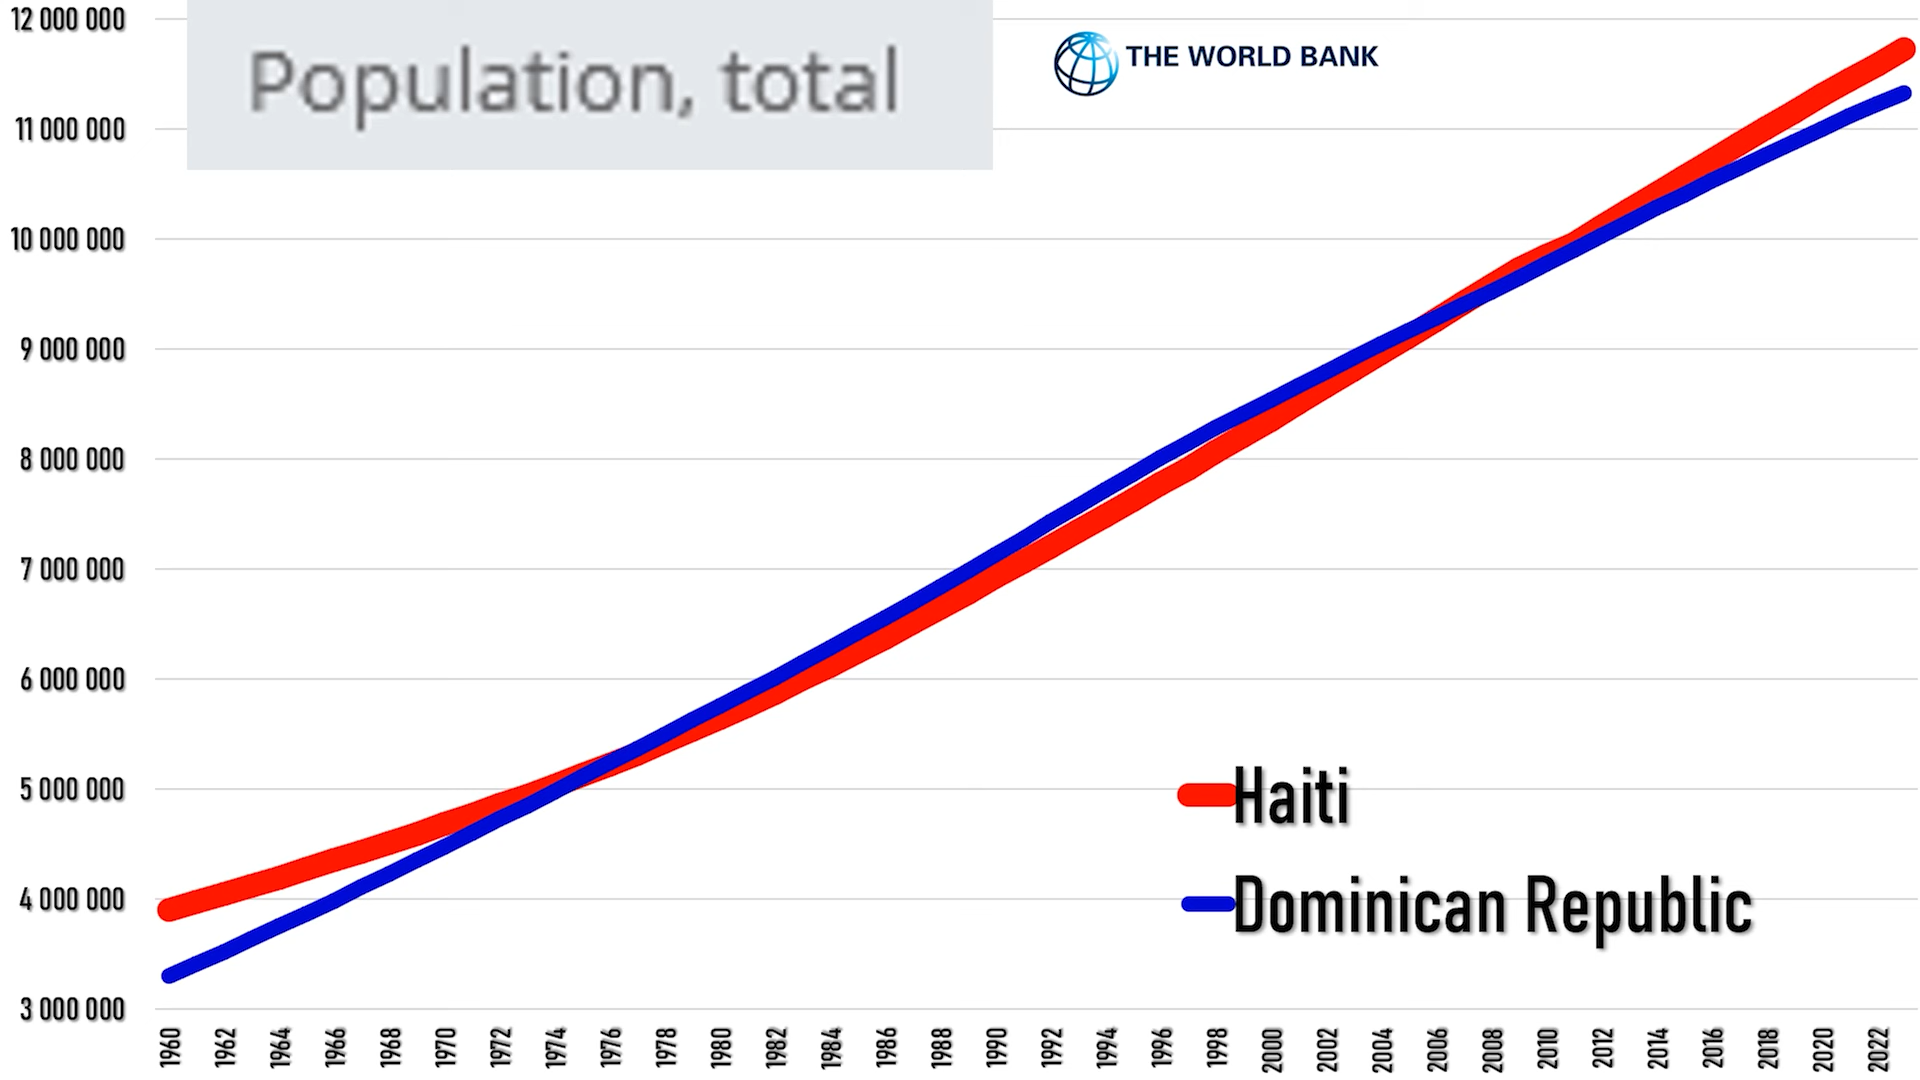 Population, total
THE WORLD BANK
12 000 000
11 000 000
10 000 000
9 000 000
8 000 000
7 000 000
6 000 000
5 000 000
4 000 000
3 000 000
Haiti
Dominican Republic
1960 1962 1964 1966 1968 1970 1972 1974 1976 1978 1980 1982 1984 1986 1988 1990 1992 1994 1996 1998 2000 2002 2004 2006 2008 2010 2012 2014 2016 2018 2020 2022